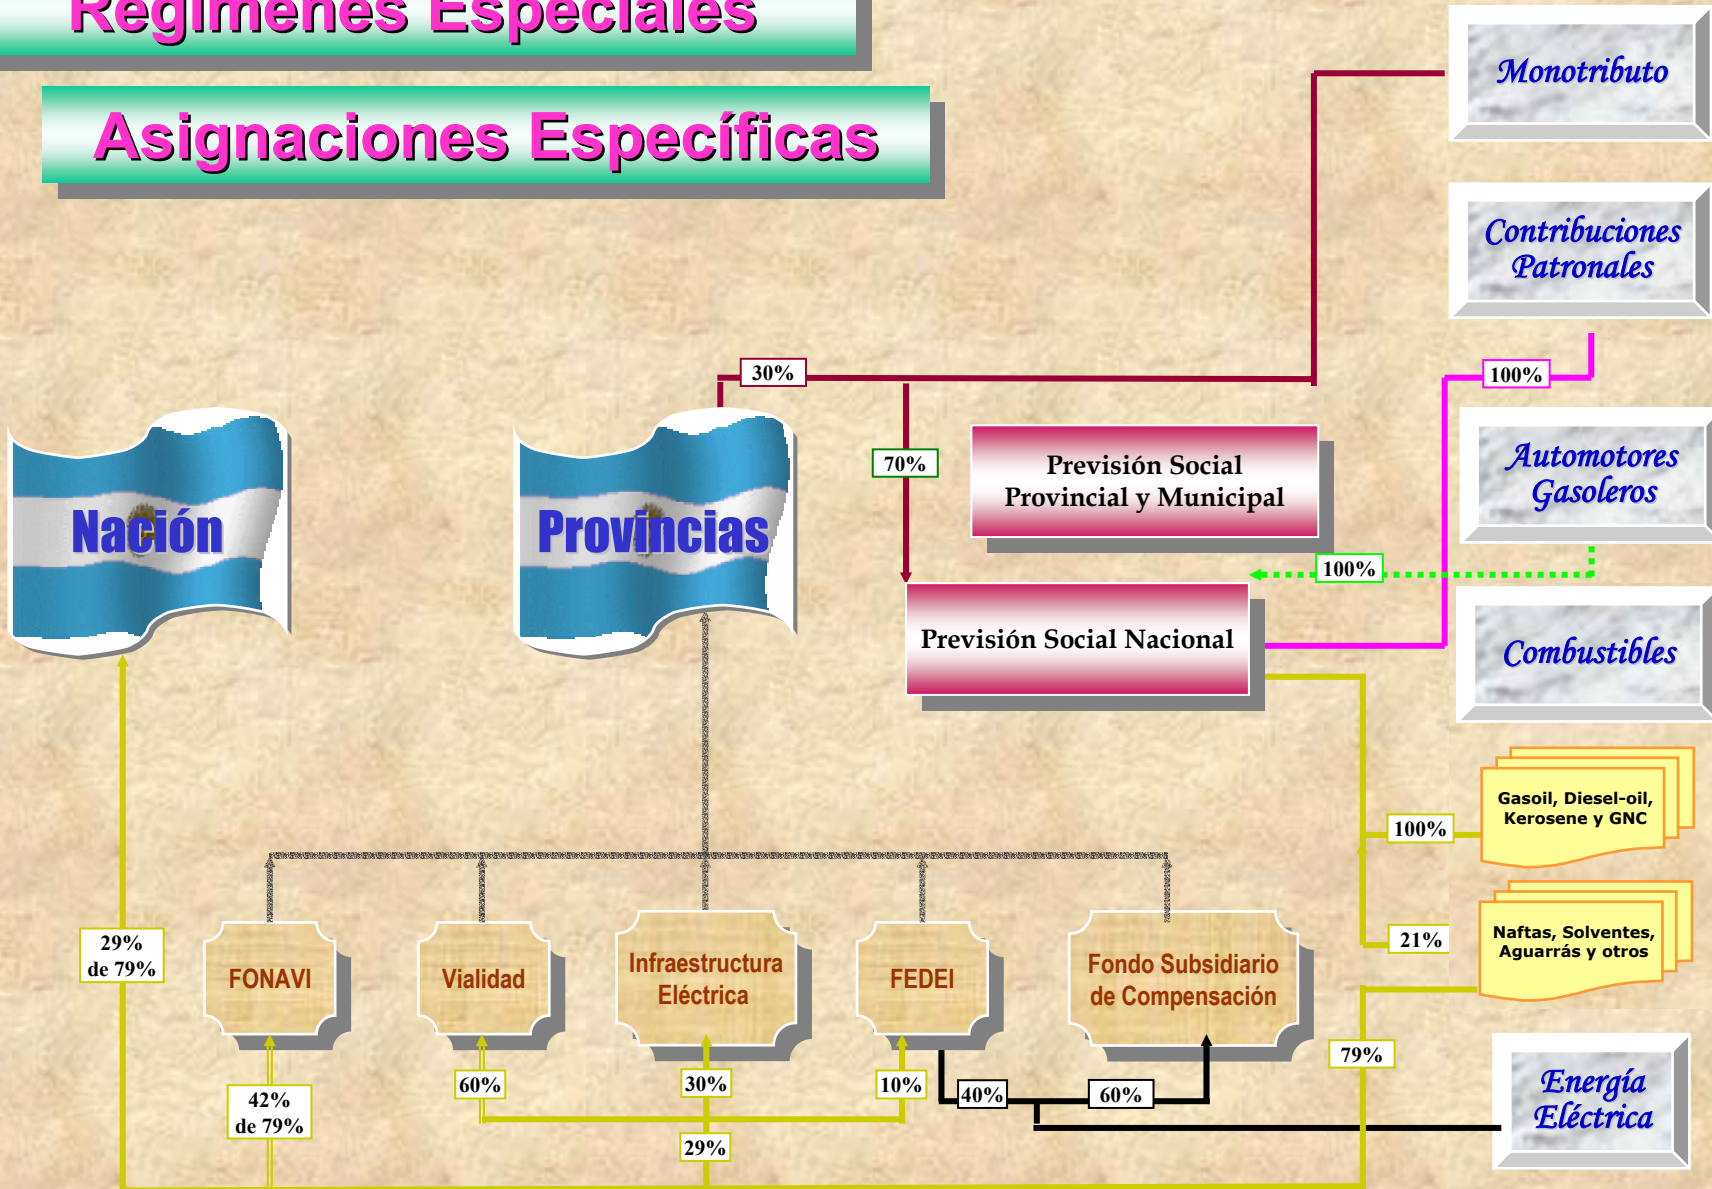 Regímenes Especiales
Asignaciones Específicas
Monotributo
Contribuciones
Patronales
30%
100%
Automotores
Gasoleros
70%
Previsión Social
Provincial y Municipal
Nación
Provincias
100%
Previsión Social Nacional
Combustibles
Gasoil, Diesel-oil,
Kerosene y GNC
100%
Naftas, Solventes,
Aguarrás y otros
21%
29%
de 79%
FONAVI
Vialidad
Infraestructura
Eléctrica
FEDEI
Fondo Subsidiario
de Compensación
79%
42%
de 79%
60%
30%
10%
40%
60%
Energía
Eléctrica
29%